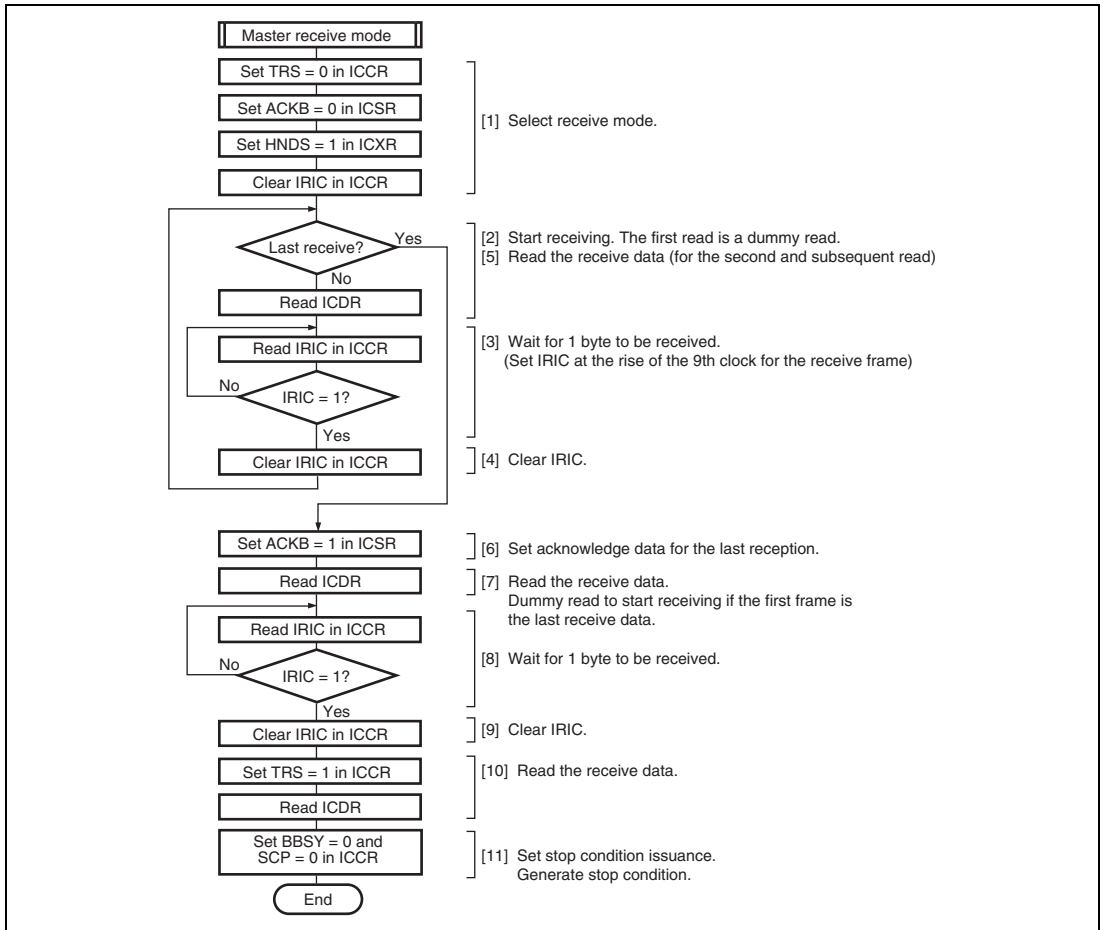 Master receive mode
Set TRS = 0 in ICCR
Set ACKB = 0 in ICSR
[1] Select receive mode.
Set HNDS = 1 in ICXR
Clear IRIC in ICCR
Last receive?
Yes
[2] Start receiving. The first read is a dummy read.
[5] Read the receive data (for the second and subsequent read)
No
Read ICDR
Read IRIC in ICCR
[3] Wait for 1 byte to be received.
(Set IRIC at the rise of the 9th clock for the receive frame)
No
IRIC = 1?
Yes
Clear IRIC in ICCR
[4] Clear IRIC.
Set ACKB = 1 in ICSR
[6] Set acknowledge data for the last reception.
Read ICDR
[7] Read the receive data.
Dummy read to start receiving if the first frame is
the last receive data.
Read IRIC in ICCR
[8] Wait for 1 byte to be received.
No
IRIC = 1?
Yes
Clear IRIC in ICCR
[9] Clear IRIC.
Set TRS = 1 in ICCR
[10] Read the receive data.
Read ICDR
Set BBSY = 0 and
SCP = 0 in ICCR
[11] Set stop condition issuance.
Generate stop condition.
End